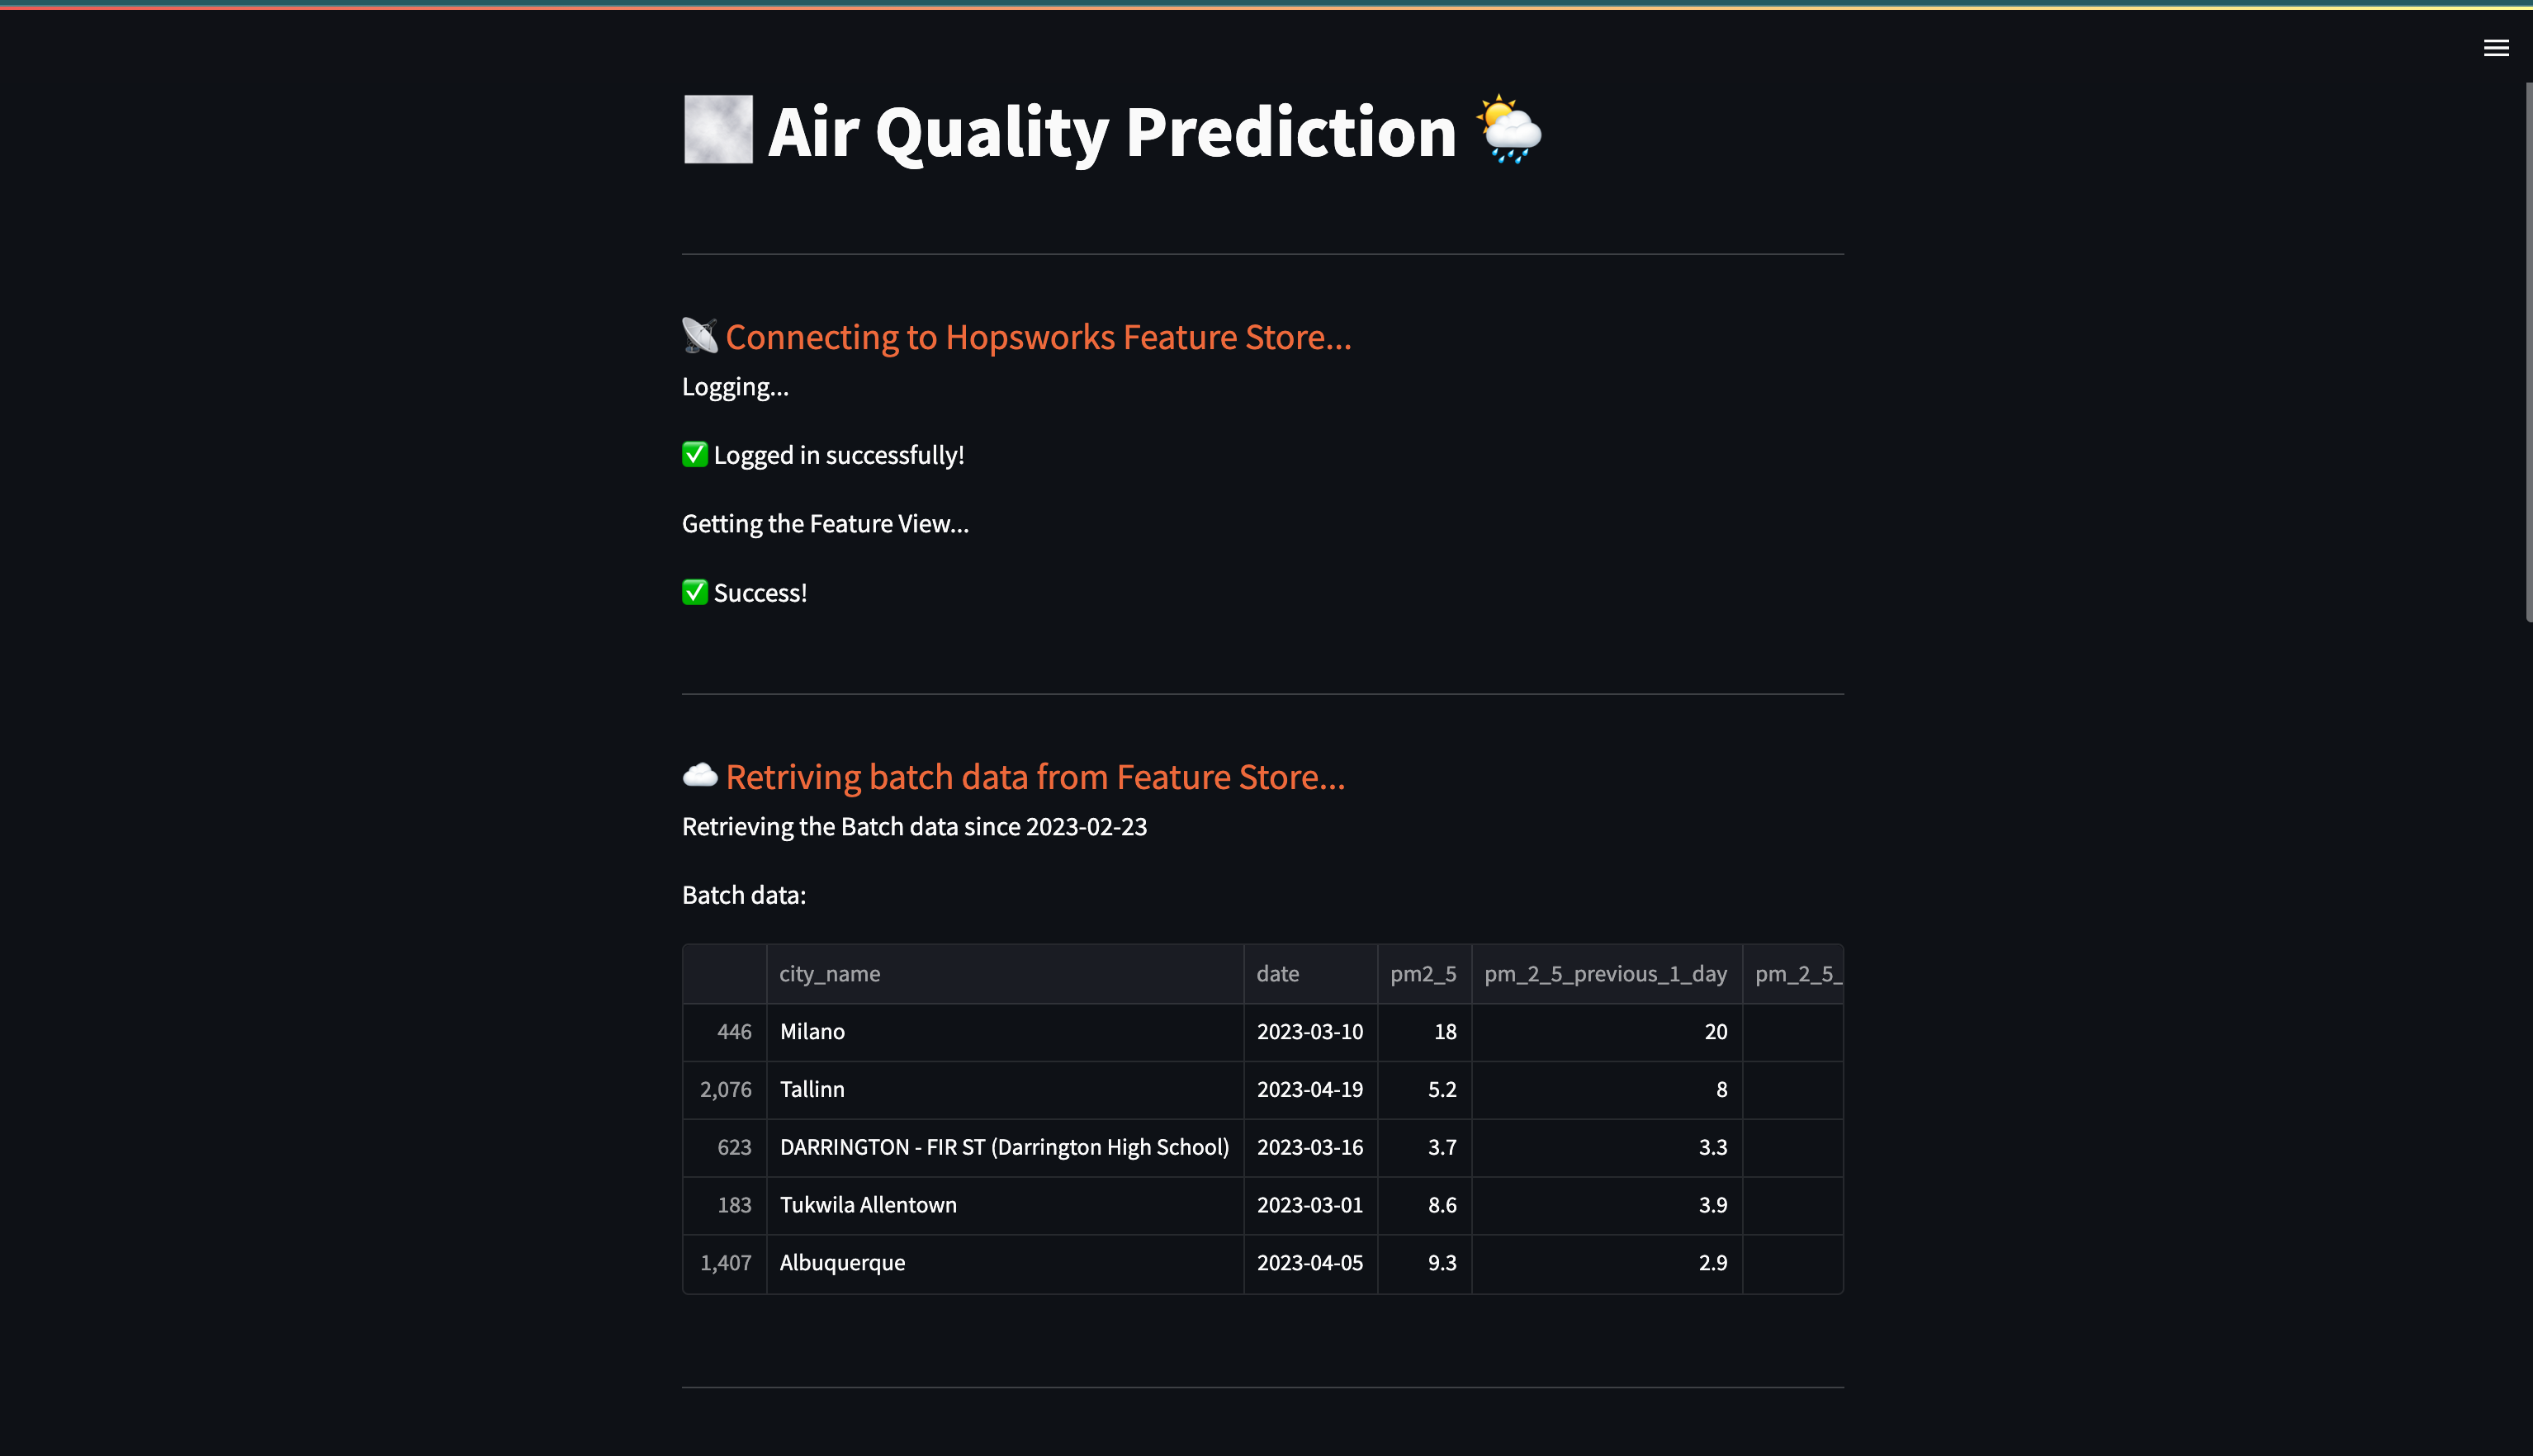 🌫 Air Quality Prediction 🌦
📡 Connecting to Hopsworks Feature Store...
Logging...
✅ Logged in successfully!
Getting the Feature View...
✅ Success!
☁️ Retriving batch data from Feature Store...
Retrieving the Batch data since 2023-02-23
Batch data:
city_name date pm2_5 pm_2_5_previous_1_day pm_2_5_
446 Milano 2023-03-10 18 20
2,076 Tallinn 2023-04-19 5.2 8
623 DARRINGTON - FIR ST (Darrington High School) 2023-03-16 3.7 3.3
183 Tukwila Allentown 2023-03-01 8.6 3.9
1,407 Albuquerque 2023-04-05 9.3 2.9